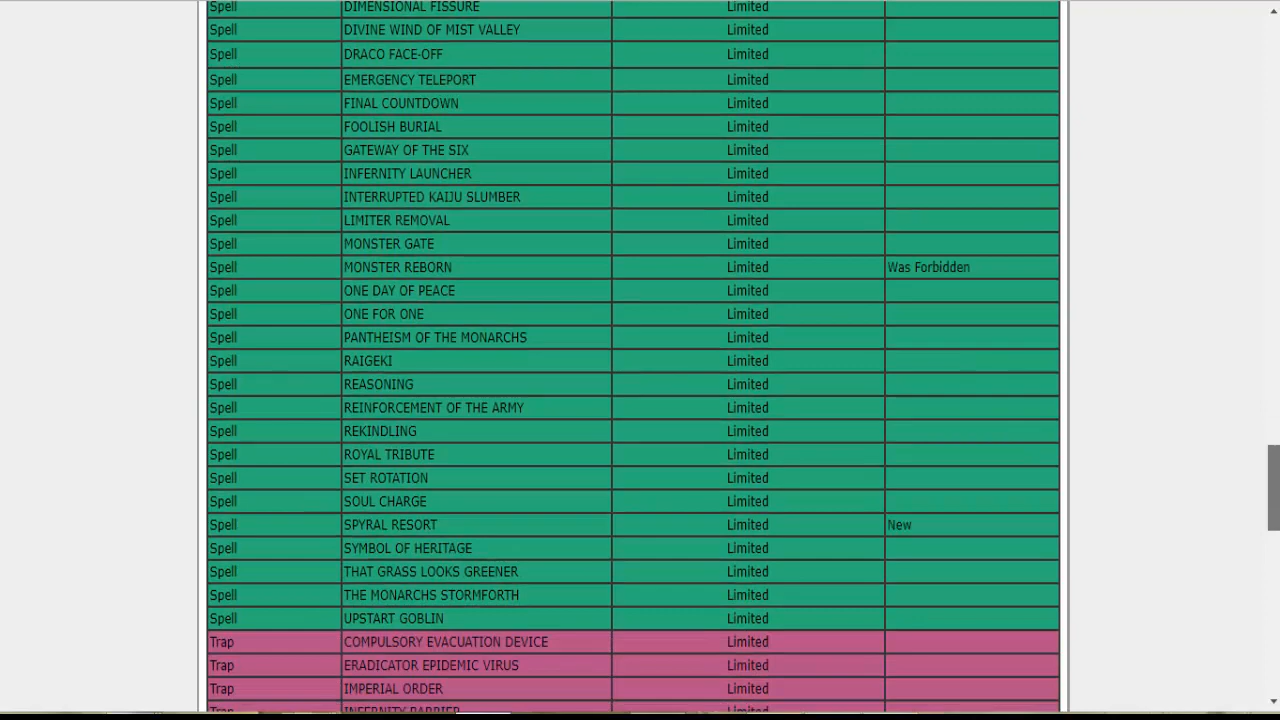 Spell DIMENSIONAL FISSURE Limited
Spell DIVINE WIND OF MIST VALLEY Limited
Spell DRACO FACE-OFF Limited
Spell EMERGENCY TELEPORT Limited
Spell FINAL COUNTDOWN Limited
Spell FOOLISH BURIAL Limited
Spell GATEWAY OF THE SIX Limited
Spell INFERNITY LAUNCHER Limited
Spell INTERRUPTED KAIJU SLUMBER Limited
Spell LIMITER REMOVAL Limited
Spell MONSTER GATE Limited
Spell MONSTER REBORN Limited Was Forbidden
Spell ONE DAY OF PEACE Limited
Spell ONE FOR ONE Limited
Spell PANTHEISM OF THE MONARCHS Limited
Spell RAIGEKI Limited
Spell REASONING Limited
Spell REINFORCEMENT OF THE ARMY Limited
Spell REKINDLING Limited
Spell ROYAL TRIBUTE Limited
Spell SET ROTATION Limited
Spell SOUL CHARGE Limited
Spell SPYRAL RESORT Limited New
Spell SYMBOL OF HERITAGE Limited
Spell THAT GRASS LOOKS GREENER Limited
Spell THE MONARCHS STORMFORTH Limited
Spell UPSTART GOBLIN Limited
Trap COMPULSORY EVACUATION DEVICE Limited
Trap ERADICATOR EPIDEMIC VIRUS Limited
Trap IMPERIAL ORDER Limited
Trap INFERNITY BARRIER Limited